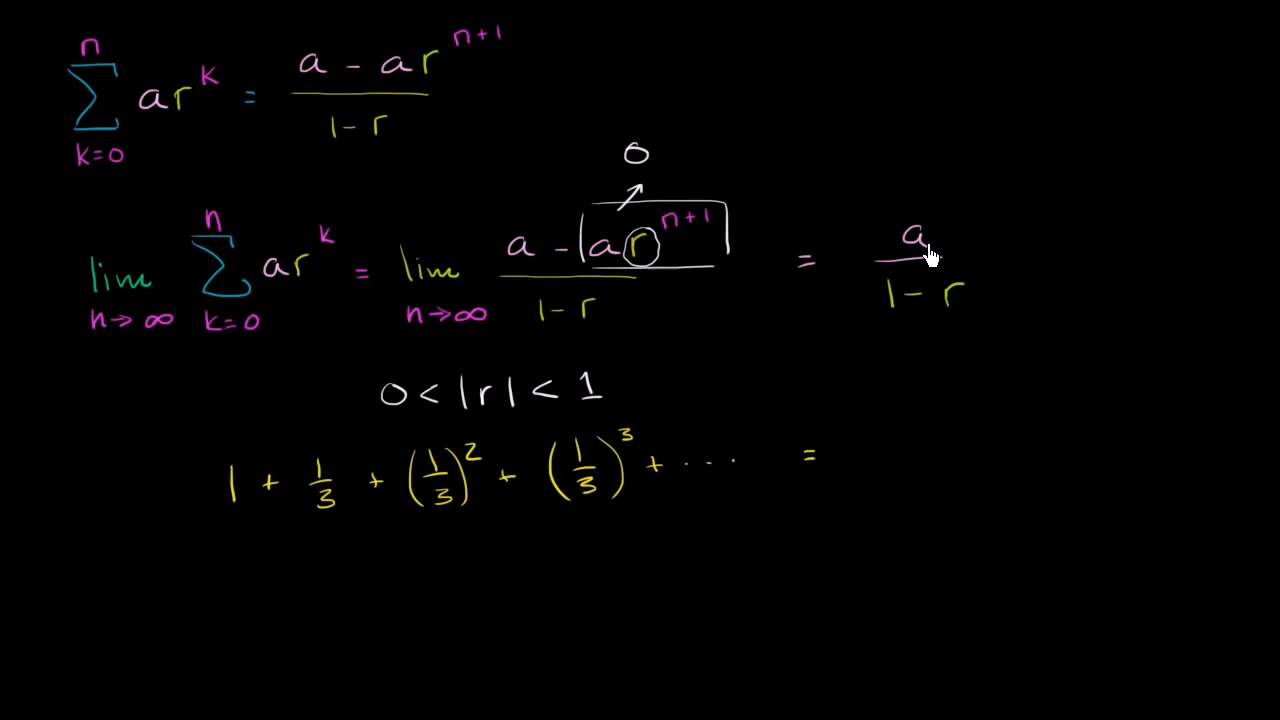 n
∑ ar^k = (a - ar^(n+1)) / (1 - r)
k=0
0
n
lim ∑ ar^k = lim (a - ar^(n+1)) / (1 - r) = a / (1 - r)
n→∞ k=0 n→∞
0 < |r| < 1
1 + 1/3 + (1/3)^2 + (1/3)^3 + ··· =